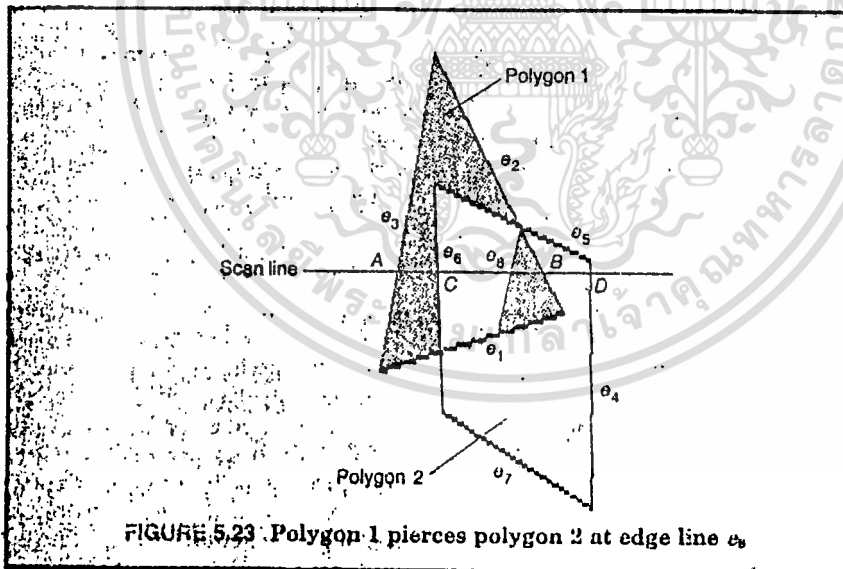 Polygon 1
e2
e3
e5
Scan line
A
e6
e8
B
C
D
e1
e4
Polygon 2
e7
FIGURE 5.23 Polygon 1 pierces polygon 2 at edge line e8